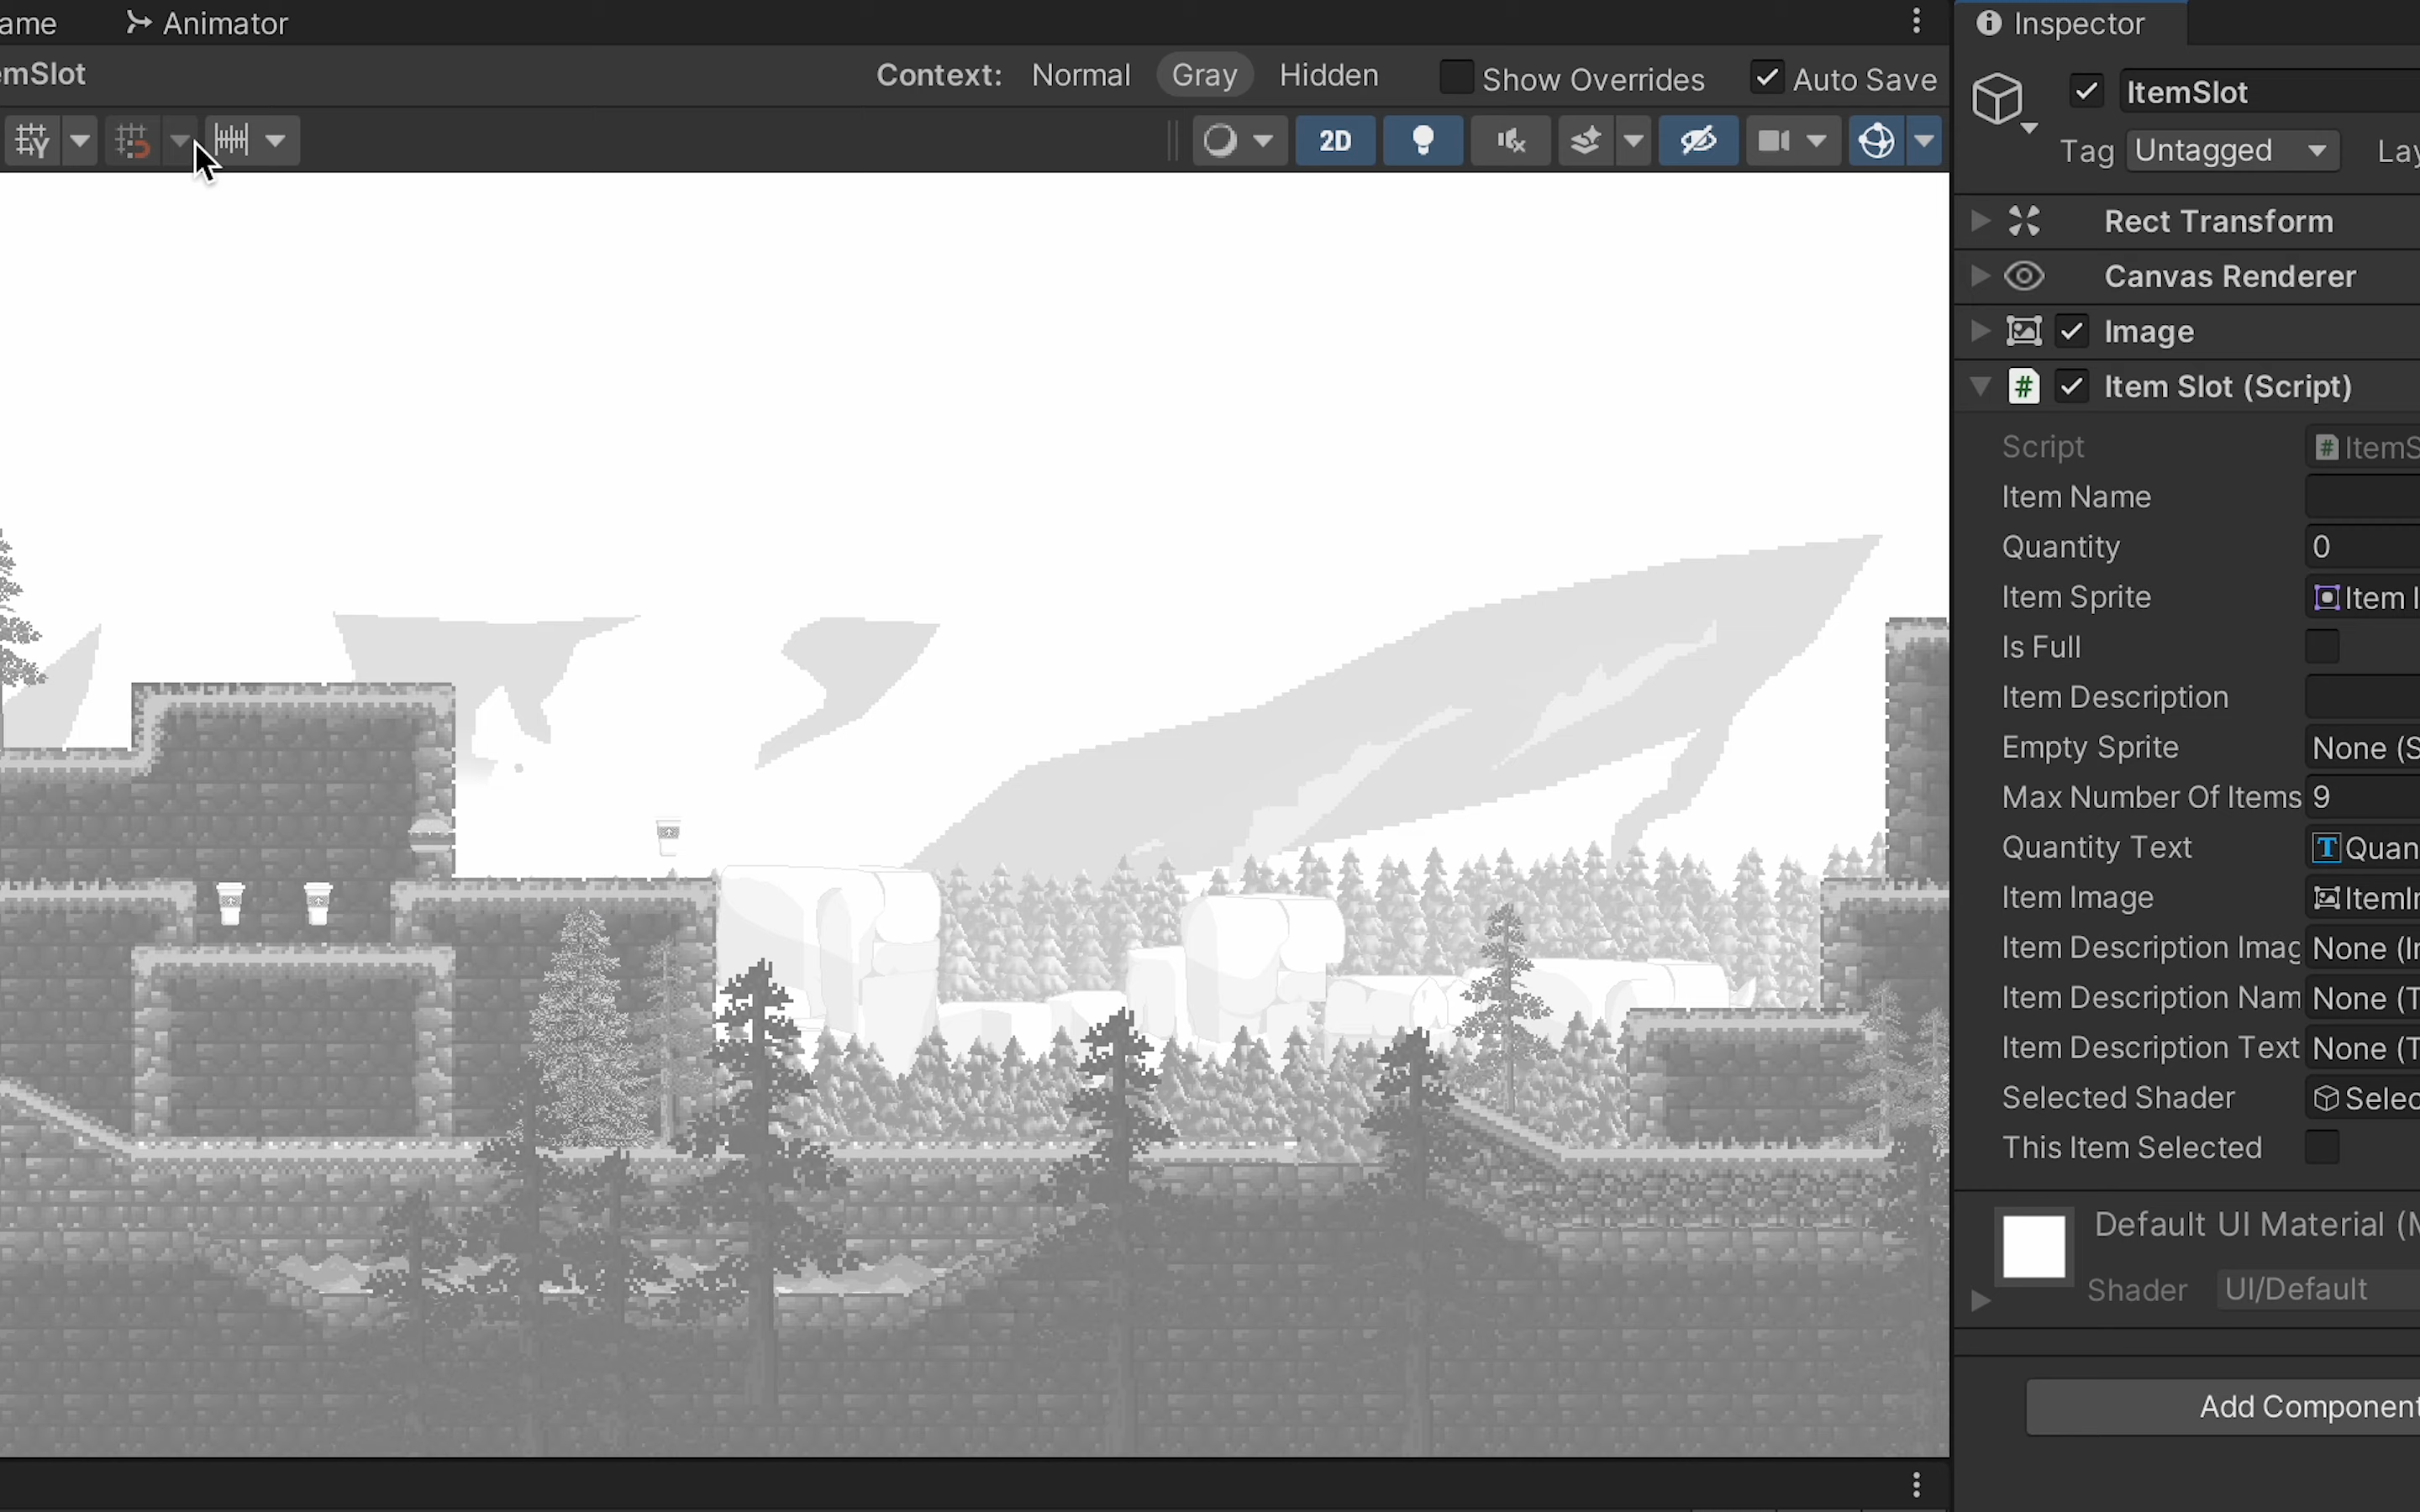 ame Animator
Inspector
emSlot Context: Normal Gray Hidden Show Overrides Auto Save
ItemSlot
2D
Tag Untagged Lay
Rect Transform
Canvas Renderer
Image
# Item Slot (Script)
Script # ItemS
Item Name
Quantity 0
Item Sprite Item I
Is Full
Item Description
Empty Sprite None (S
Max Number Of Items 9
Quantity Text T Quan
Item Image ItemIn
Item Description Imag None (In
Item Description Nam None (T
Item Description Text None (T
Selected Shader Selec
This Item Selected
Default UI Material (M
Shader UI/Default
Add Component